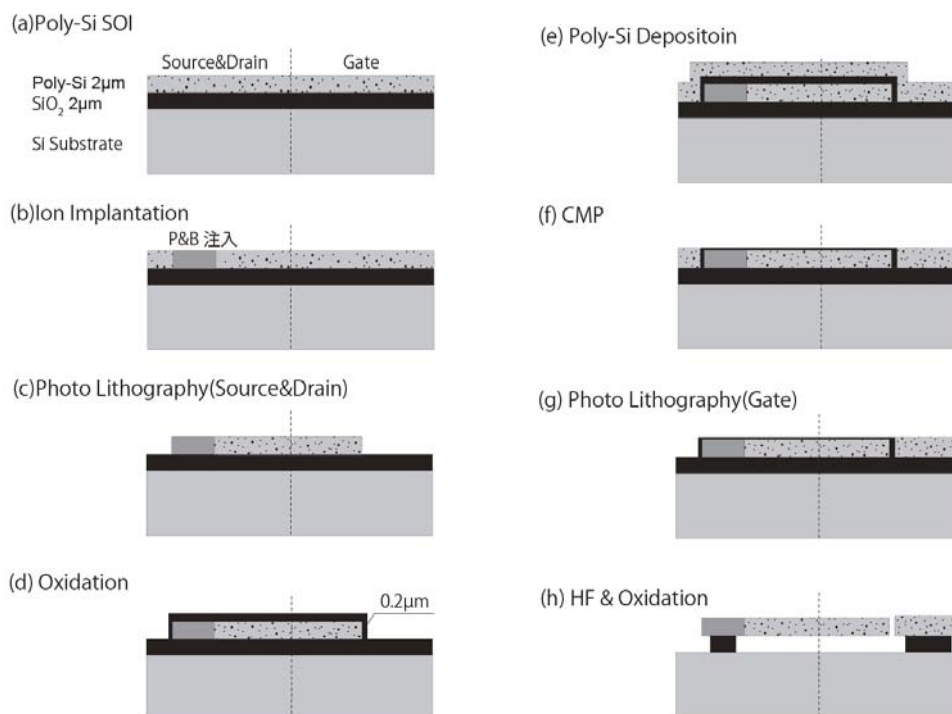 (a)Poly-Si SOI
Source&Drain
Gate
Poly-Si 2μm
SiO₂ 2μm
Si Substrate
(b)Ion Implantation
P&B 注入
(c)Photo Lithography(Source&Drain)
(d) Oxidation
0.2μm
(e) Poly-Si Depositoin
(f) CMP
(g) Photo Lithography(Gate)
(h) HF & Oxidation